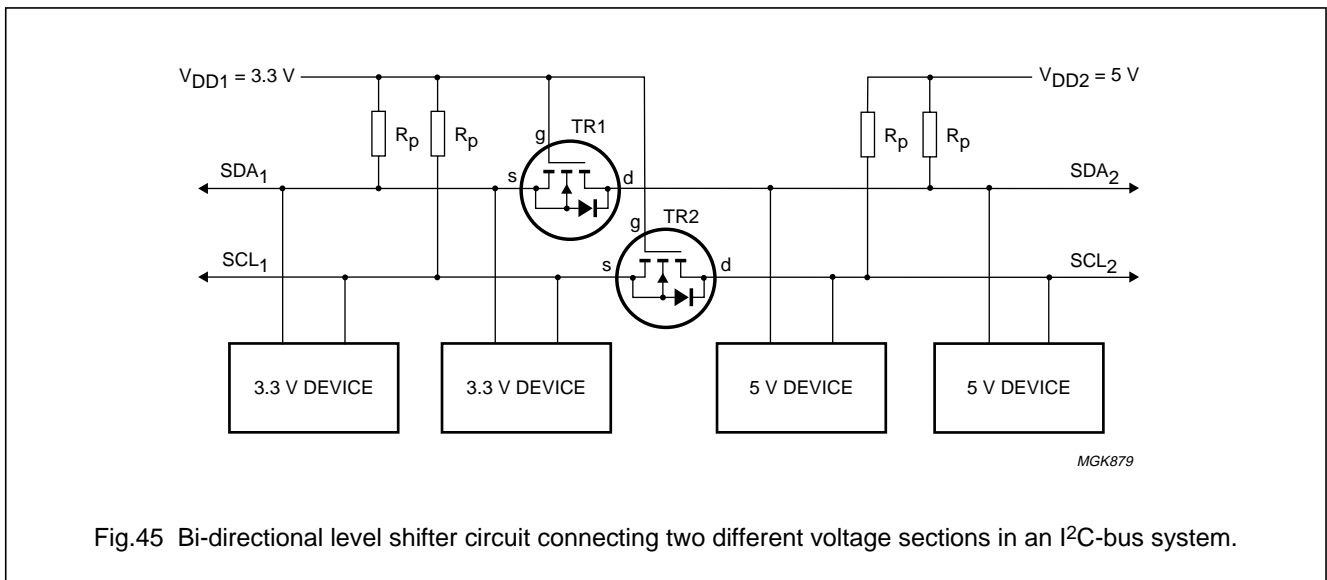 VDD1 = 3.3 V
VDD2 = 5 V
Rp
Rp
TR1
g
Rp
Rp
SDA1
s
d
SDA2
TR2
g
SCL1
s
d
SCL2
3.3 V DEVICE
3.3 V DEVICE
5 V DEVICE
5 V DEVICE
MGK879
Fig.45 Bi-directional level shifter circuit connecting two different voltage sections in an I2C-bus system.